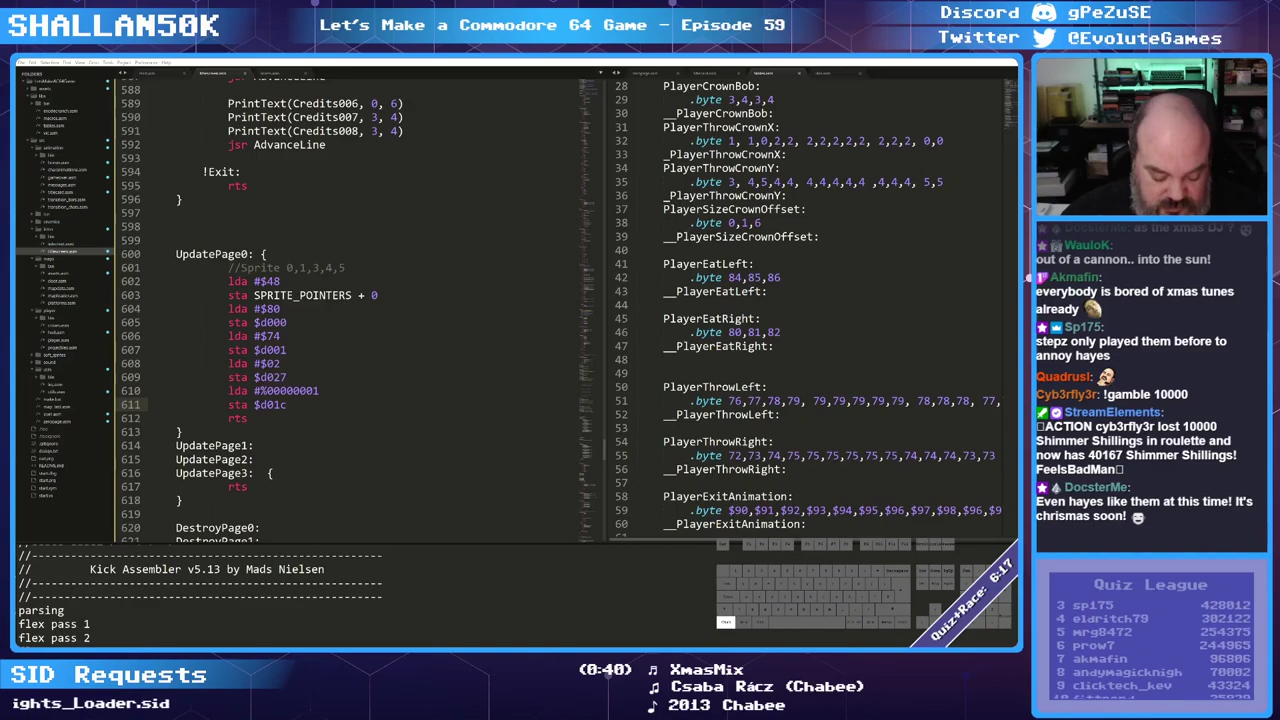 SHALLAN50K
Let's Make a Commodore 64 Game - Episode 59
Discord gPeZuSE
Twitter @EvoluteGames
588
589 PrintText(Credits006, 0, 6)
590 PrintText(Credits007, 3, 4)
591 PrintText(Credits008, 3, 4)
592 jsr AdvanceLine
593
594 !Exit:
595 rts
596 }
597
598
599
600 UpdatePage0: {
601 //Sprite 0,1,3,4,5
602 lda #$48
603 sta SPRITE_POINTERS + 0
604 lda #$80
605 sta $d000
606 lda #$74
607 sta $d001
608 lda #$02
609 sta $d027
610 lda #%00000001
611 sta $d01c
612 rts
613 }
614 UpdatePage1:
615 UpdatePage2:
616 UpdatePage3: {
617 rts
618 }
619
620 DestroyPage0:
28 PlayerCrownBob:
29 .byte 3,4,3,4
30 __PlayerCrownBob:
31 PlayerThrowCrownX:
32 .byte 1, 1,0,2,2, 2,2,2,2,2, 2,2,2, 0,0
33 _PlayerThrowCrownX:
34 PlayerThrowCrownY:
35 .byte 3, 4,5,4,4, 4,4,4,4,4 ,4,4,4, 5,5
36 _PlayerThrowCrownY:
37 PlayerSizeCrownOffset:
38 .byte 0,1,6
39 __PlayerSizeCrownOffset:
40
41 PlayerEatLeft:
42 .byte 84,85,86
43 __PlayerEatLeft:
44
45 PlayerEatRight:
46 .byte 80,81,82
47 __PlayerEatRight:
48
49
50 PlayerThrowLeft:
51 .byte 76,77,78,79, 79,79,79,79, 78,78,78, 77,
52 __PlayerThrowLeft:
53
54 PlayerThrowRight:
55 .byte 72,73,74,75,75,75,75,75,74,74,74,73,73
56 __PlayerThrowRight:
57
58 PlayerExitAnimation:
59 .byte $90,$91,$92,$93,$94,$95,$96,$97,$98,$96,$9
60 __PlayerExitAnimation:
//-----------------------------------------------------
// Kick Assembler v5.13 by Mads Nielsen
//-----------------------------------------------------
parsing
flex pass 1
flex pass 2
Quiz+Race: 6:17
DocsterMe: as the xmas DJ ?
WauloK:
out of a cannon.. into the sun!
Akmafin:
everybody is bored of xmas tunes
already
Sp175:
stepz only played them before to
annoy hayes
Quadrusl:
Cyb3rfly3r: !gamble 10000
StreamElements:
ACTION cyb3rfly3r lost 10000
Shimmer Shillings in roulette and
now has 40167 Shimmer Shillings!
FeelsBadMan
DocsterMe:
Even hayes like them at this time! It's
chrismas soon!
Quiz League
3 sp175 428012
4 eldritch79 302122
5 mrg8472 254375
6 prow7 244965
7 akmafin 96806
8 andymagicknigh 70002
9 clicktech_kev 43324
SID Requests
ights_Loader.sid
(0:40) XmasMix
Csaba Rácz (Chabee)
2013 Chabee